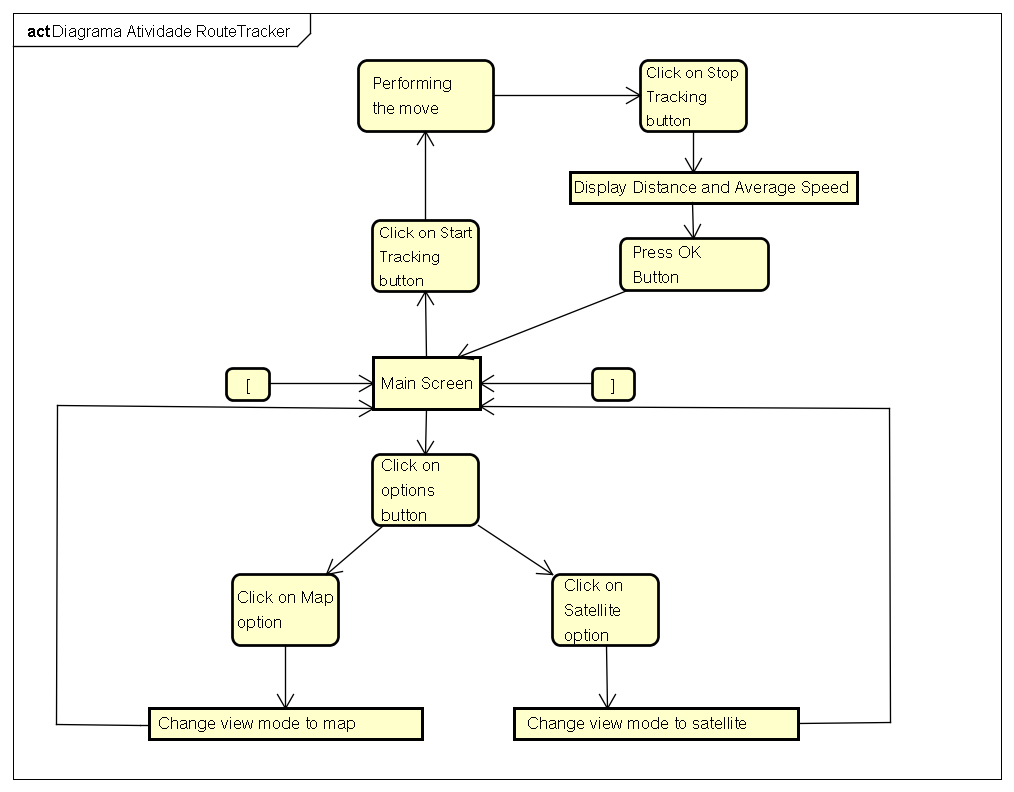 act Diagrama Atividade RouteTracker
Performing
the move
Click on Stop
Tracking
button
Display Distance and Average Speed
Click on Start
Tracking
button
Press OK
Button
[
Main Screen
]
Click on
options
button
Click on Map
option
Click on
Satellite
option
Change view mode to map
Change view mode to satellite